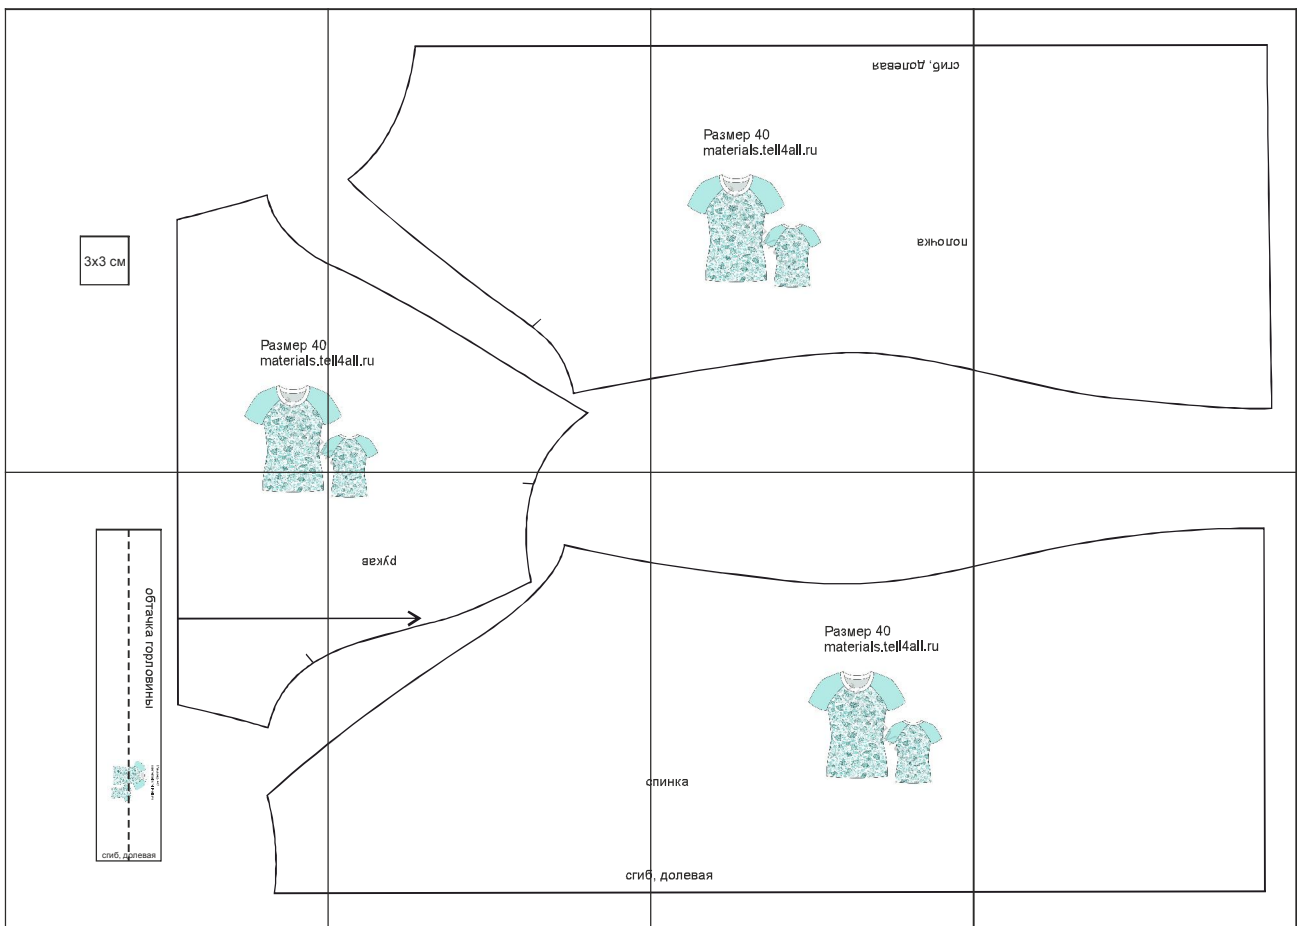 сгиб, долевая
Размер 40
materials.tell4all.ru
полочка
3х3 см
Размер 40
materials.tell4all.ru
рукав
обтачка горловины
сгиб, долевая
Размер 40
materials.tell4all.ru
спинка
сгиб, долевая